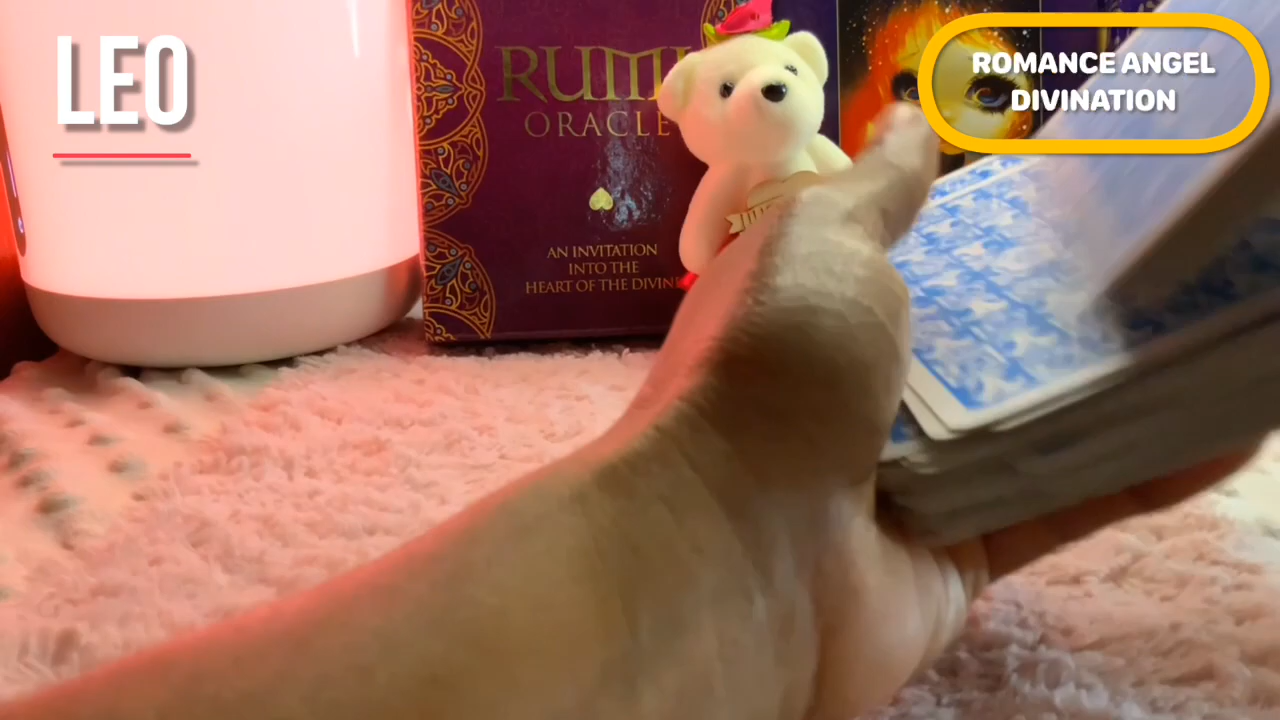 LEO
ROMANCE ANGEL
DIVINATION
RUMI
ORACLE
AN INVITATION
INTO THE
HEART OF THE DIVINE